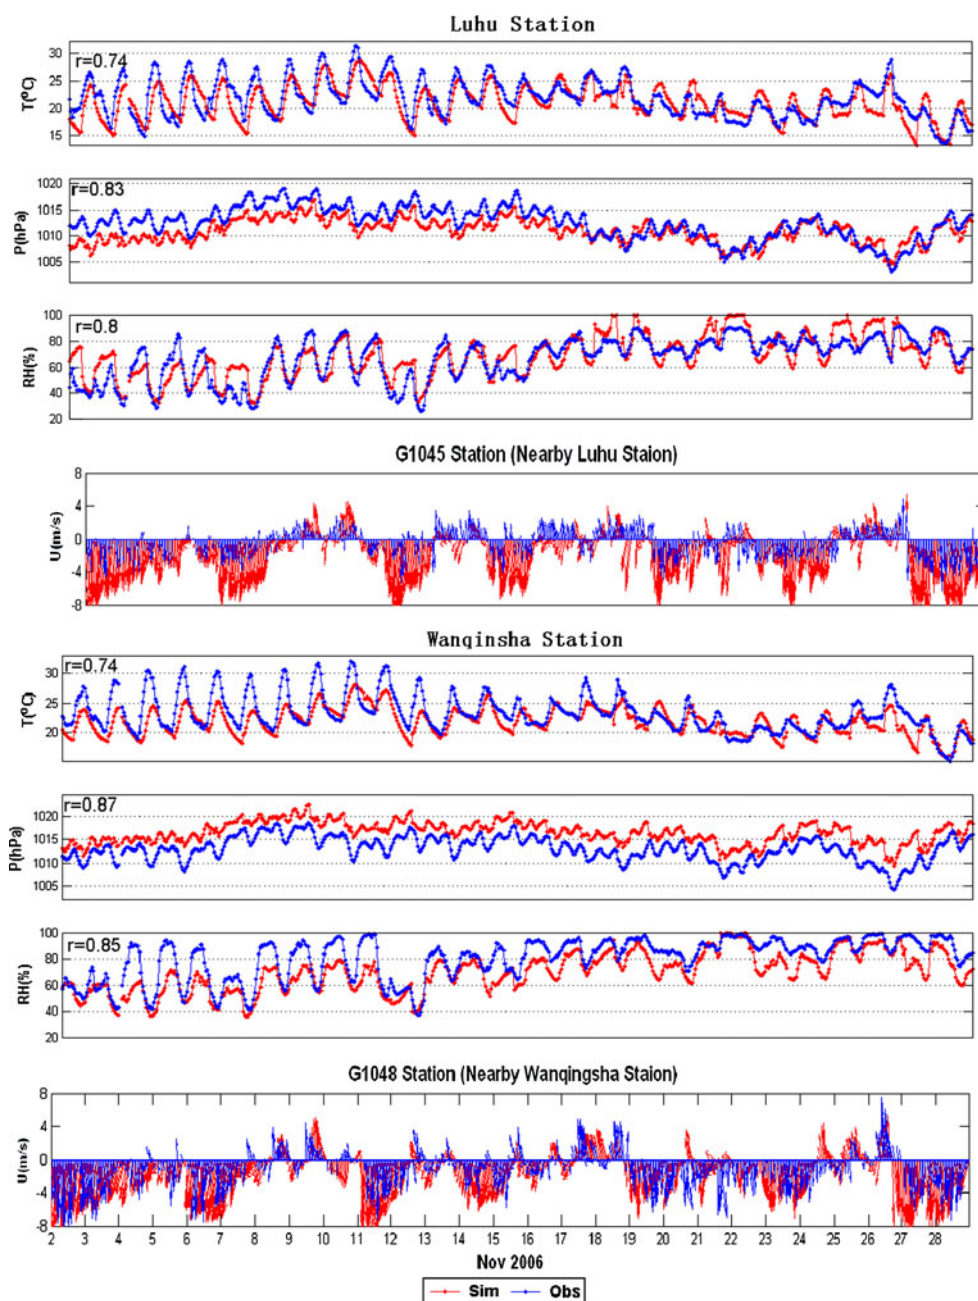 Luhu Station
r=0.74
T(ºC)
30
25
20
15
r=0.83
P(hPa)
1020
1015
1010
1005
r=0.8
RH(%)
100
80
60
40
20
G1045 Station (Nearby Luhu Staion)
U(m/s)
8
4
0
-4
-8
Wanqinsha Station
r=0.74
T(ºC)
30
25
20
r=0.87
P(hPa)
1020
1015
1010
1005
r=0.85
RH(%)
100
80
60
40
20
G1048 Station (Nearby Wanqingsha Staion)
U(m/s)
8
4
0
-4
-8
2 3 4 5 6 7 8 9 10 11 12 13 14 15 16 17 18 19 20 21 22 23 24 25 26 27 28
Nov 2006
Sim Obs